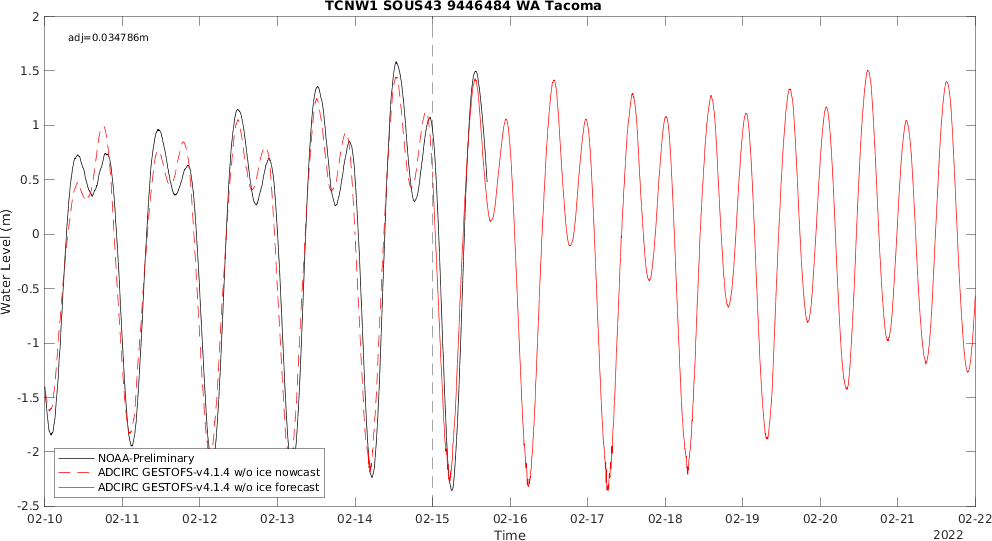 TCNW1 SOUS43 9446484 WA Tacoma
adj=0.034786m
Water Level (m)
2
1.5
1
0.5
0
-0.5
-1
-1.5
-2
-2.5
NOAA-Preliminary
ADCIRC GESTOFS-v4.1.4 w/o ice nowcast
ADCIRC GESTOFS-v4.1.4 w/o ice forecast
02-10 02-11 02-12 02-13 02-14 02-15 02-16 02-17 02-18 02-19 02-20 02-21 02-22
Time
2022